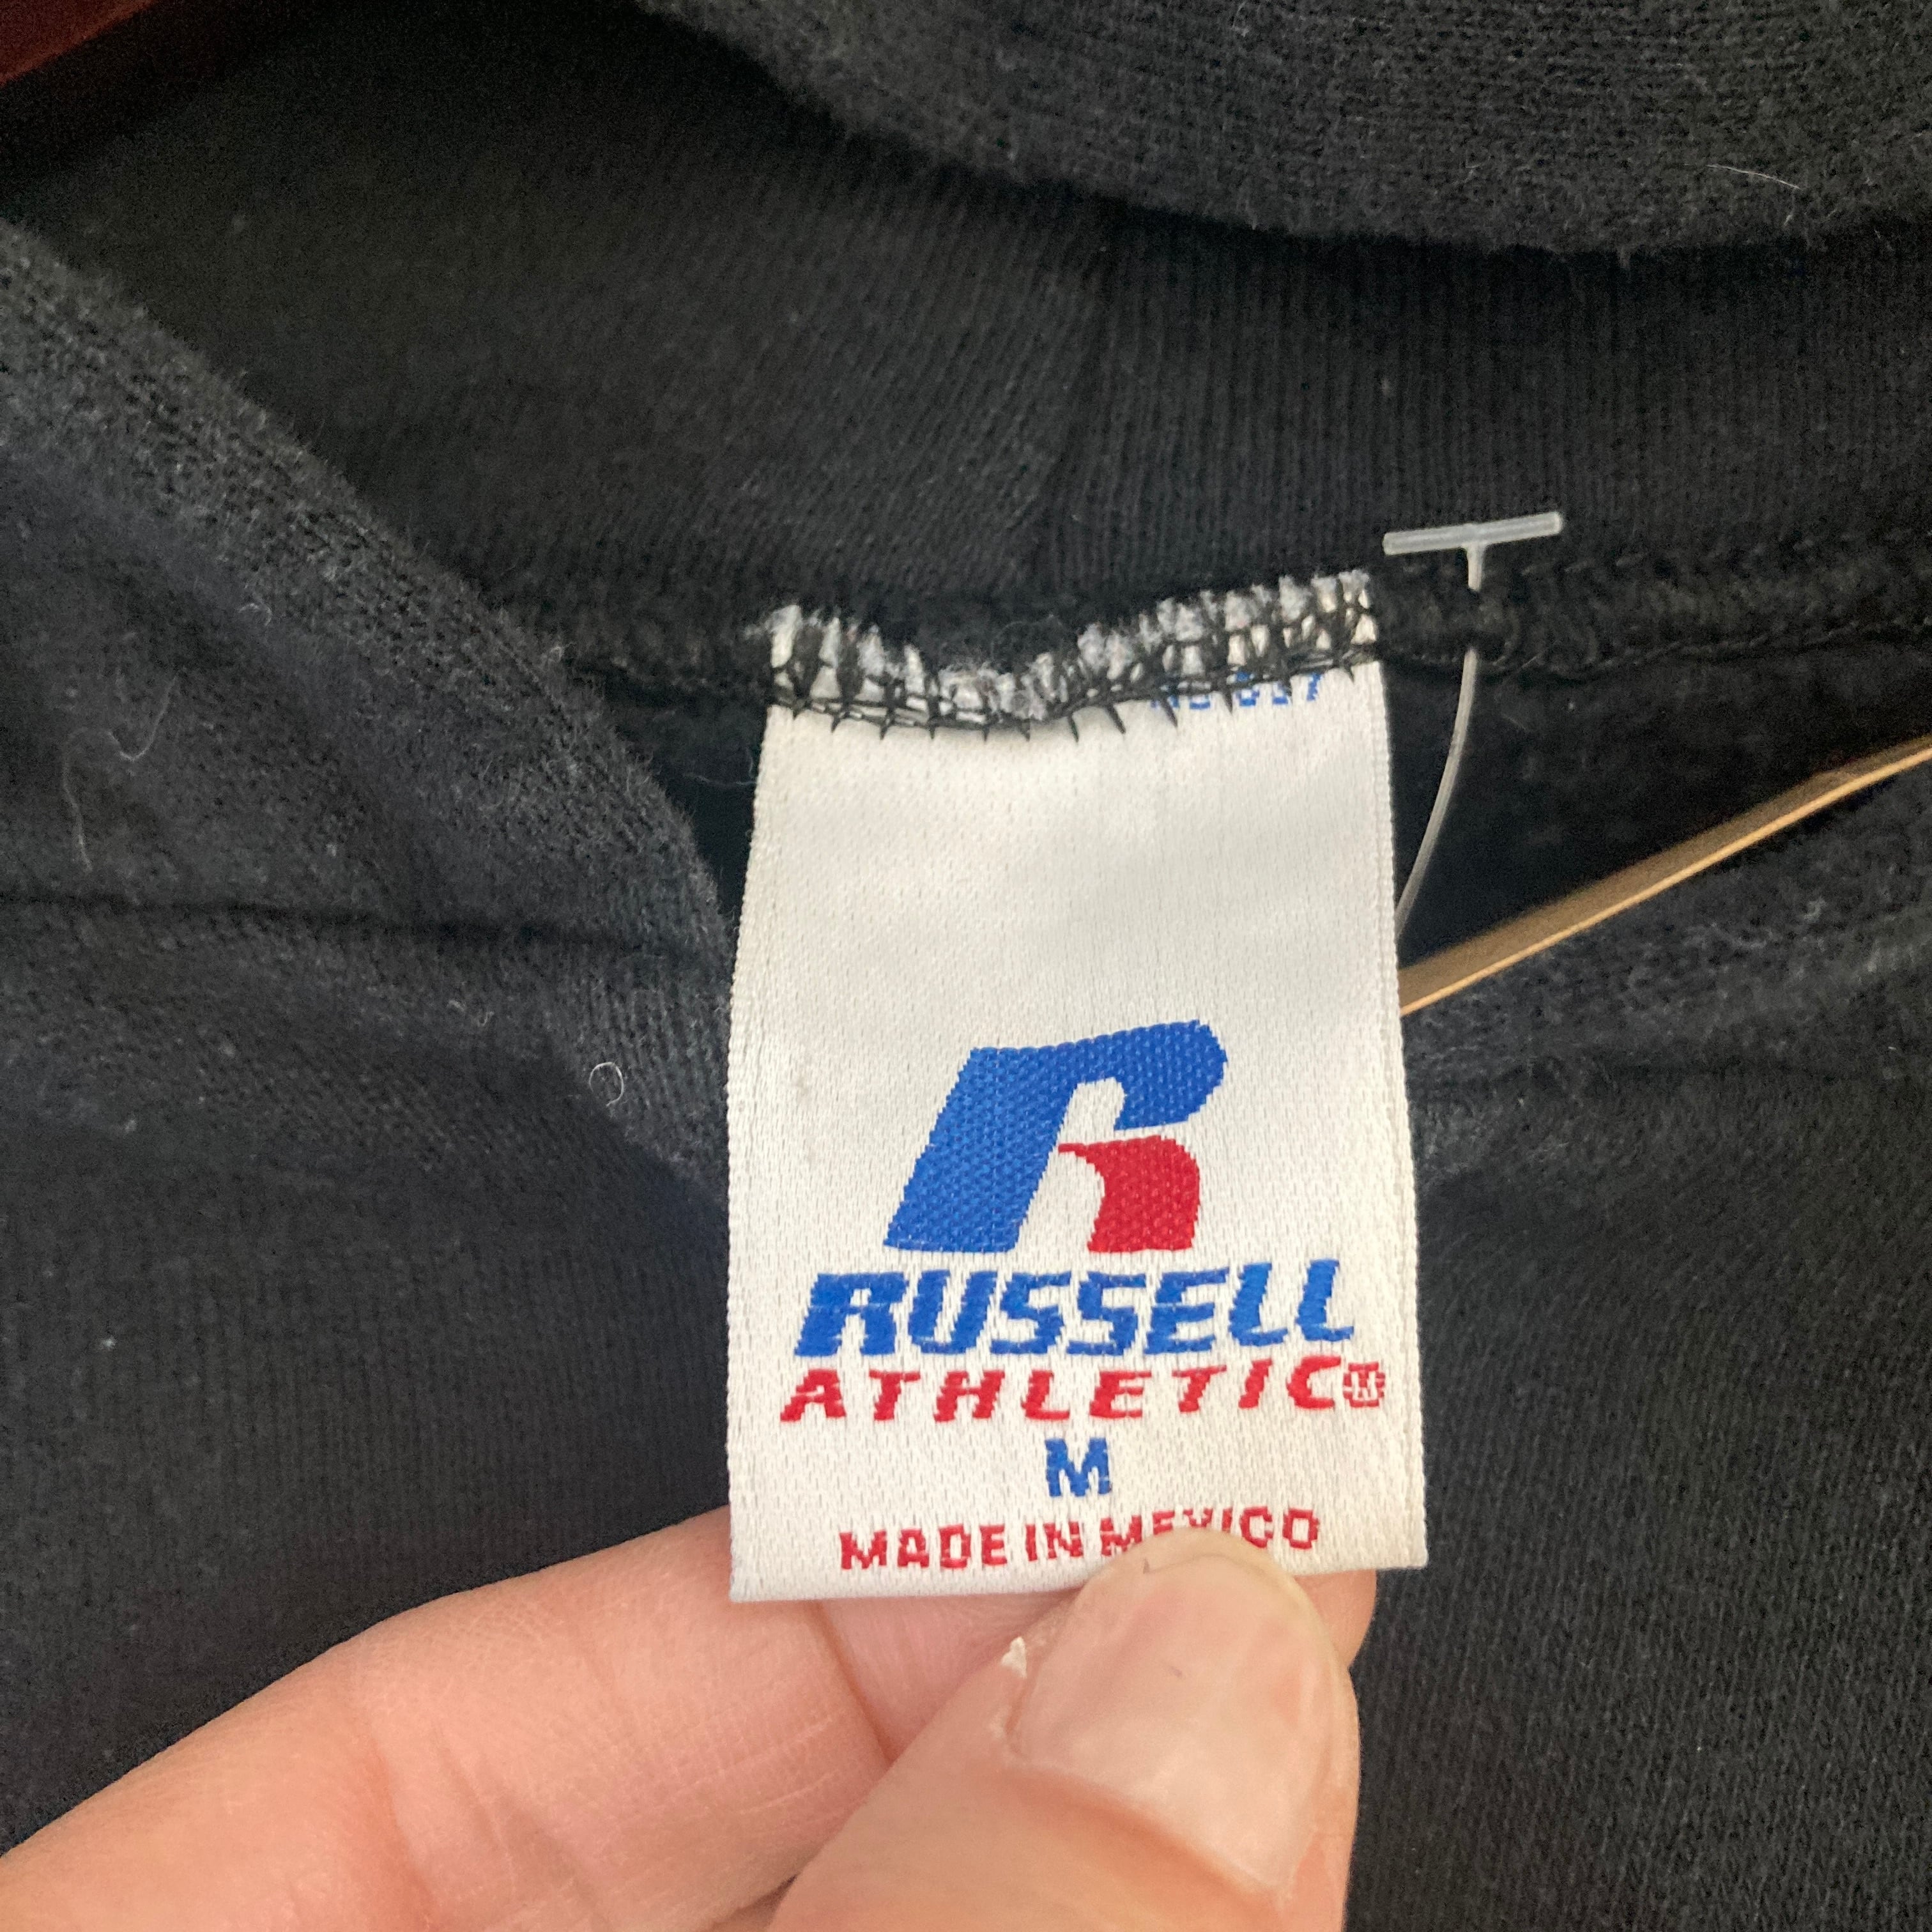 RUSSELL
ATHLETIC
M
MADE IN MEXICO